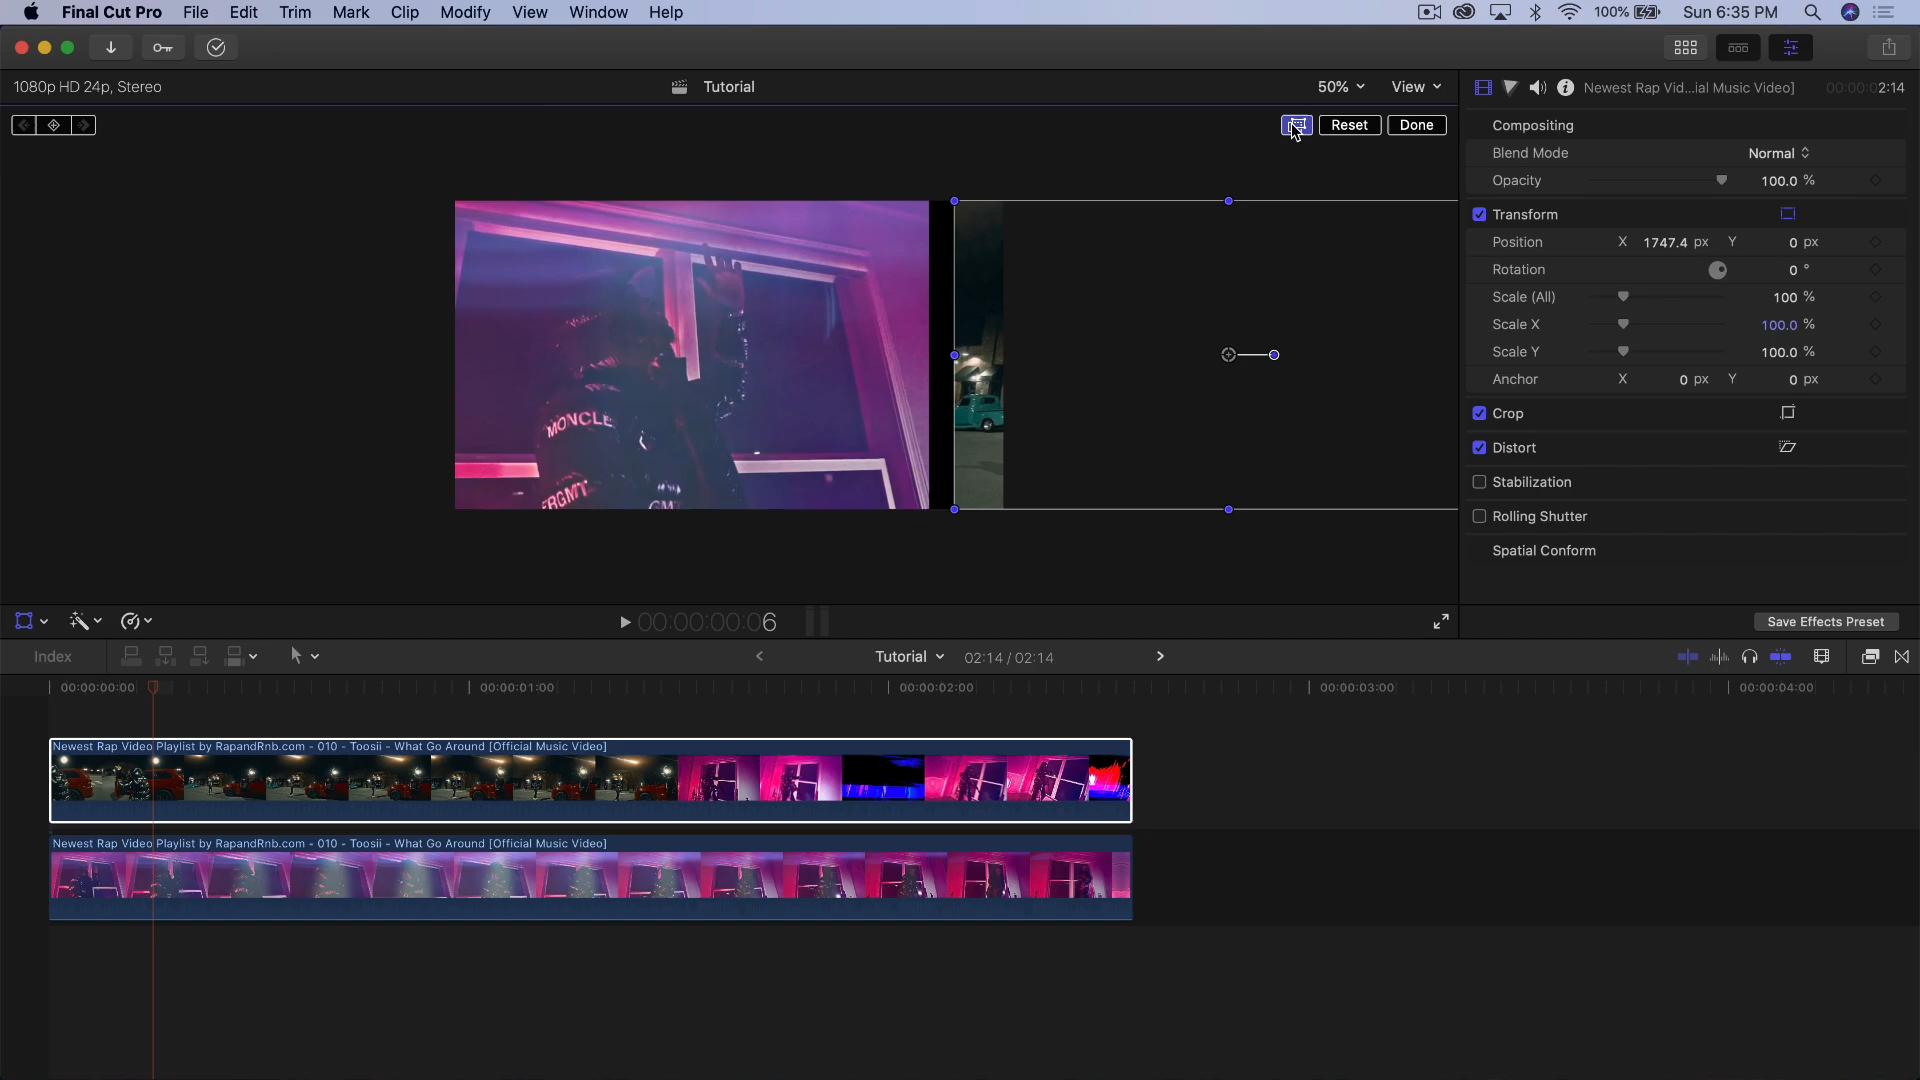 Final Cut Pro File Edit Trim Mark Clip Modify View Window Help 100% Sun 6:35 PM
1080p HD 24p, Stereo Tutorial 50% View Newest Rap Vid...ial Music Video] 00:00:02:14
Reset Done
Compositing
Blend Mode Normal
Opacity 100.0 %
Transform
Position X 1747.4 px Y 0 px
Rotation 0 °
Scale (All) 100 %
Scale X 100.0 %
Scale Y 100.0 %
Anchor X 0 px Y 0 px
Crop
Distort
Stabilization
Rolling Shutter
Spatial Conform
MONCLE
FRGMT
GM
00:00:00:06 Save Effects Preset
Index Tutorial 02:14 / 02:14
00:00:00:00 00:00:01:00 00:00:02:00 00:00:03:00 00:00:04:00
Newest Rap Video Playlist by RapandRnb.com - 010 - Toosii - What Go Around [Official Music Video]
Newest Rap Video Playlist by RapandRnb.com - 010 - Toosii - What Go Around [Official Music Video]